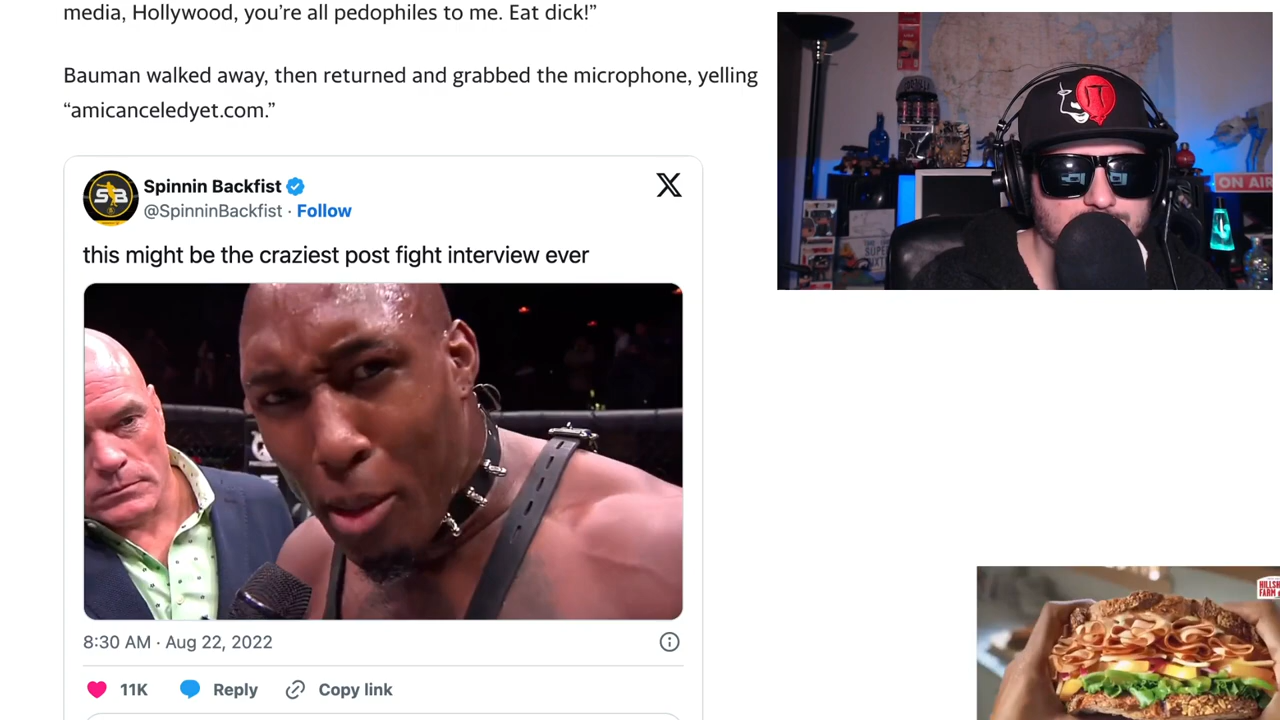 media, Hollywood, you’re all pedophiles to me. Eat dick!”
Bauman walked away, then returned and grabbed the microphone, yelling
“amicanceledyet.com.”
Spinnin Backfist
@SpinninBackfist · Follow
X
this might be the craziest post fight interview ever
SB
8:30 AM · Aug 22, 2022
11K Reply Copy link
IT
ON AIR